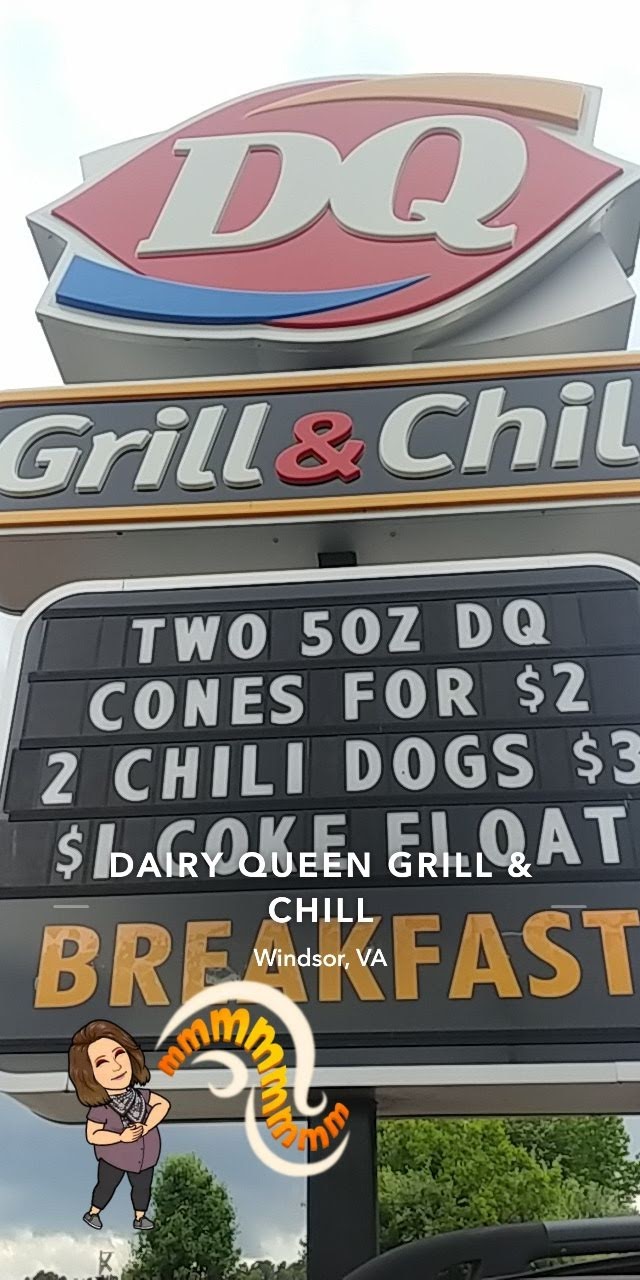 DQ
Grill & Chil
TWO 5OZ DQ
CONES FOR $2
2 CHILI DOGS $3
$1 COKE FLOAT
DAIRY QUEEN GRILL &
CHILL
BREAKFAST
Windsor, VA
mmmmmmmmmm